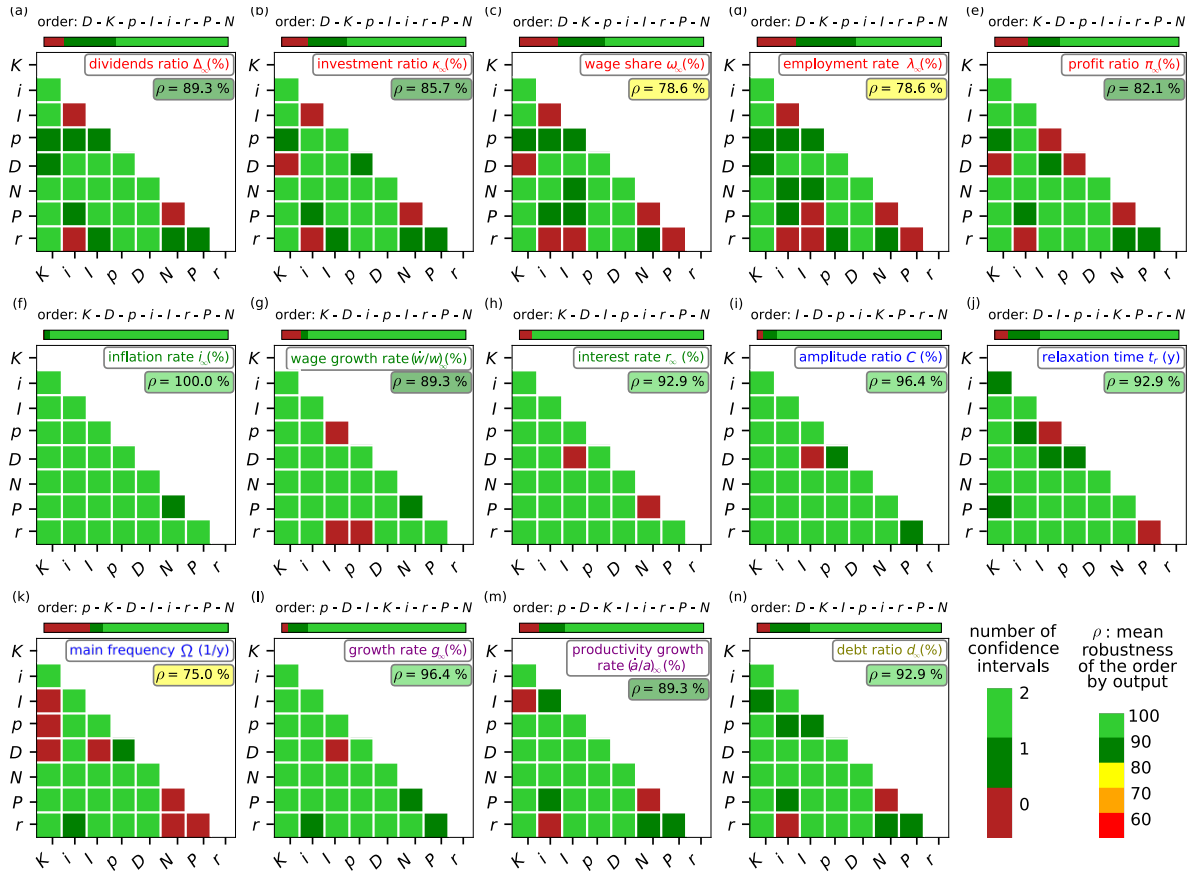 (a)
order: D - K - p - I - i - r - P - N
dividends ratio Δ∞(%)
ρ = 89.3 %
K
i
I
p
D
N
P
r
K i I p D N P r
(b)
order: D - K - p - I - i - r - P - N
investment ratio κ∞(%)
ρ = 85.7 %
K
i
I
p
D
N
P
r
K i I p D N P r
(c)
order: D - K - p - I - i - r - P - N
wage share ω∞(%)
ρ = 78.6 %
K
i
I
p
D
N
P
r
K i I p D N P r
(d)
order: D - K - p - I - i - r - P - N
employment rate λ∞(%)
ρ = 78.6 %
K
i
I
p
D
N
P
r
K i I p D N P r
(e)
order: K - D - p - I - i - r - P - N
profit ratio π∞(%)
ρ = 82.1 %
K
i
I
p
D
N
P
r
K i I p D N P r
(f)
order: K - D - p - i - I - r - P - N
inflation rate i∞(%)
ρ = 100.0 %
K
i
I
p
D
N
P
r
K i I p D N P r
(g)
order: K - D - i - p - I - r - P - N
wage growth rate (ẇ/w)∞(%)
ρ = 89.3 %
K
i
I
p
D
N
P
r
K i I p D N P r
(h)
order: K - D - I - p - i - r - P - N
interest rate r∞ (%)
ρ = 92.9 %
K
i
I
p
D
N
P
r
K i I p D N P r
(i)
order: I - D - p - K - i - r - P - N
amplitude ratio C (%)
ρ = 96.4 %
K
i
I
p
D
N
P
r
K i I p D N P r
(j)
order: D - I - p - i - K - r - P - N
relaxation time tᵣ (y)
ρ = 92.9 %
K
i
I
p
D
N
P
r
K i I p D N P r
(k)
order: p - K - D - I - i - r - P - N
main frequency Ω (1/y)
ρ = 75.0 %
K
i
I
p
D
N
P
r
K i I p D N P r
(l)
order: p - D - I - K - i - r - P - N
growth rate g∞(%)
ρ = 96.4 %
K
i
I
p
D
N
P
r
K i I p D N P r
(m)
order: p - D - K - I - i - r - P - N
productivity growth
rate (ȧ/a)∞(%)
ρ = 89.3 %
K
i
I
p
D
N
P
r
K i I p D N P r
(n)
order: D - K - I - p - i - r - P - N
debt ratio d∞(%)
ρ = 92.9 %
K
i
I
p
D
N
P
r
K i I p D N P r
number of
confidence
intervals
2
1
0
ρ : mean
robustness
of the order
by output
100
90
80
70
60